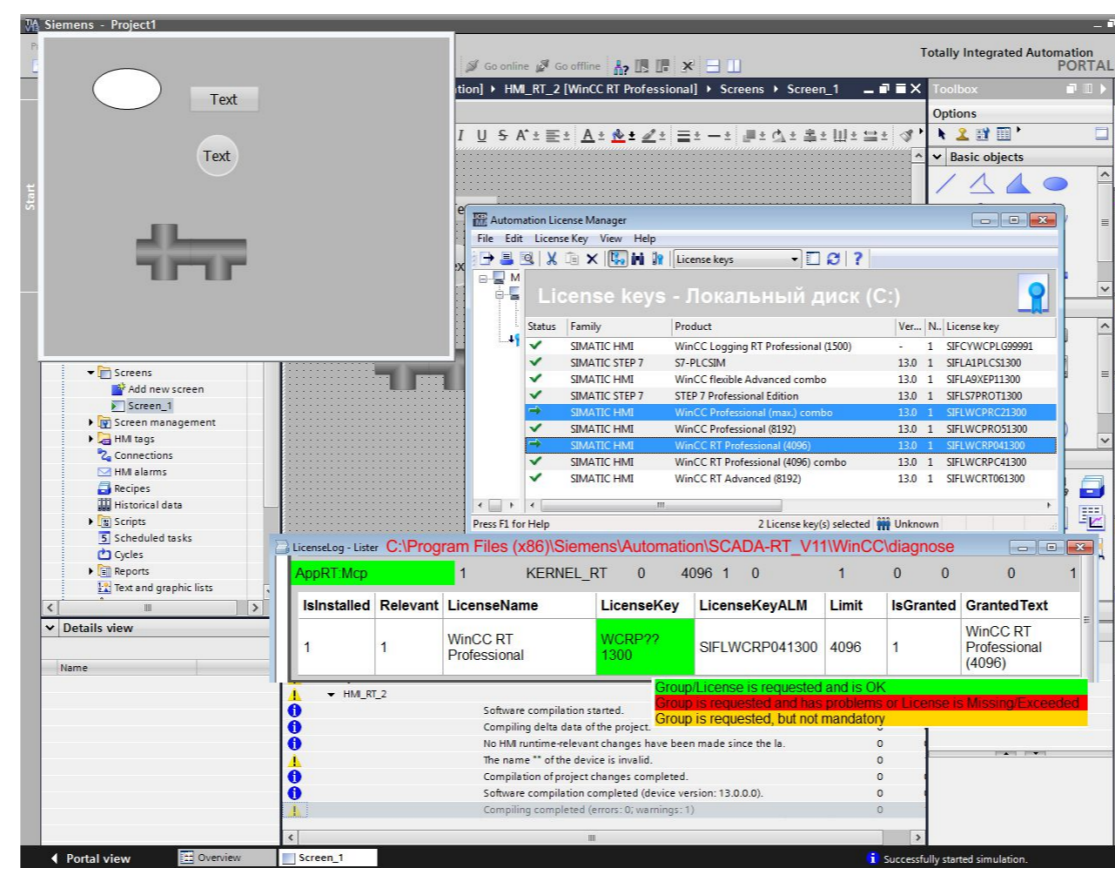 Siemens - Project1
Totally Integrated Automation
PORTAL
Go online Go offline
HMI_RT_2 [WinCC RT Professional] ▸ Screens ▸ Screen_1
Toolbox
Options
Basic objects
Start
Text
Text
Automation License Manager
File Edit License Key View Help
License keys
License keys - Локальный диск (C:)
Status Family Product Ver... N.. License key
SIMATIC HMI WinCC Logging RT Professional (1500) - 1 SIFCYWCPLG99991
SIMATIC STEP 7 S7-PLCSIM 13.0 1 SIFLA1PLCS1300
SIMATIC HMI WinCC flexible Advanced combo 13.0 1 SIFLA9XEP11300
SIMATIC STEP 7 STEP 7 Professional Edition 13.0 1 SIFLS7PROT1300
SIMATIC HMI WinCC Professional (max.) combo 13.0 1 SIFLWCPRC21300
SIMATIC HMI WinCC Professional (8192) 13.0 1 SIFLWCPRO51300
SIMATIC HMI WinCC RT Professional (4096) 13.0 1 SIFLWCRP041300
SIMATIC HMI WinCC RT Professional (4096) combo 13.0 1 SIFLWCRPC41300
SIMATIC HMI WinCC RT Advanced (8192) 13.0 1 SIFLWCRT061300
Press F1 for Help 2 License key(s) selected Unknown
Screens
Add new screen
Screen_1
Screen management
HMI tags
Connections
HMI alarms
Recipes
Historical data
Scripts
Scheduled tasks
Cycles
Reports
Text and graphic lists
Details view
Name
LicenseLog - Lister C:\Program Files (x86)\Siemens\Automation\SCADA-RT_V11\WinCC\diagnose
AppRT:Mcp 1 KERNEL_RT 0 4096 1 0 1 0 0 0 1
IsInstalled Relevant LicenseName LicenseKey LicenseKeyALM Limit IsGranted GrantedText
1 1 WinCC RT Professional WCRP??1300 SIFLWCRP041300 4096 1 WinCC RT Professional (4096)
Group/License is requested and is OK
Group is requested and has problems or License is Missing/Exceeded
Group is requested, but not mandatory
HMI_RT_2
Software compilation started.
Compiling delta data of the project.
No HMI runtime-relevant changes have been made since the la. 0
The name "" of the device is invalid. 0
Compilation of project changes completed. 0
Software compilation completed (device version: 13.0.0.0). 0
Compiling completed (errors: 0; warnings: 1) 0
Portal view Overview Screen_1 Successfully started simulation.